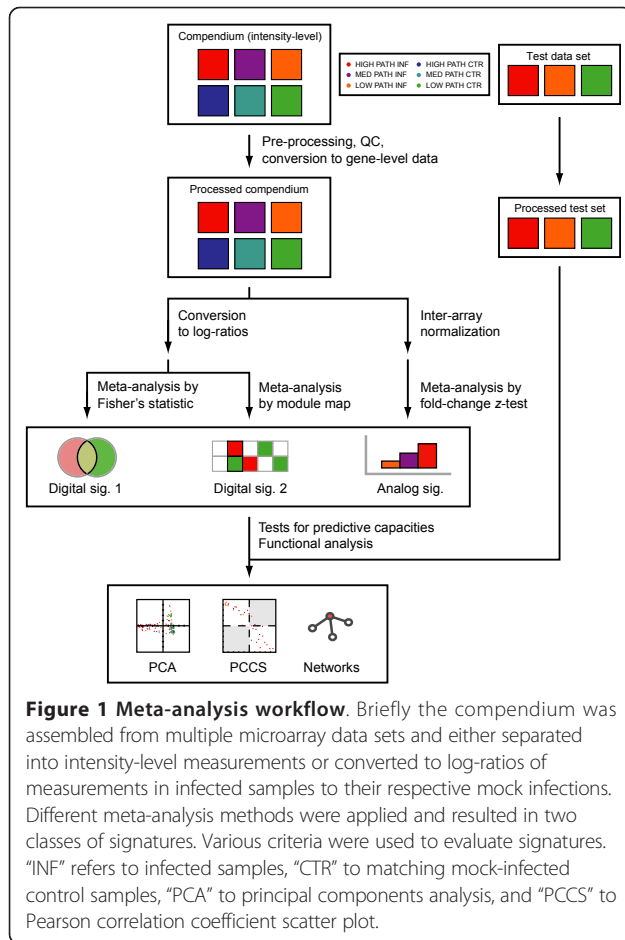 Compendium (intensity-level)
HIGH PATH INF
HIGH PATH CTR
MED PATH INF
MED PATH CTR
LOW PATH INF
LOW PATH CTR
Test data set
Pre-processing, QC,
conversion to gene-level data
Processed compendium
Processed test set
Conversion
to log-ratios
Inter-array
normalization
Meta-analysis by
Fisher's statistic
Meta-analysis
by module map
Meta-analysis by
fold-change z-test
Digital sig. 1
Digital sig. 2
Analog sig.
Tests for predictive capacities
Functional analysis
PCA
PCCS
Networks
Figure 1 Meta-analysis workflow. Briefly the compendium was
assembled from multiple microarray data sets and either separated
into intensity-level measurements or converted to log-ratios of
measurements in infected samples to their respective mock infections.
Different meta-analysis methods were applied and resulted in two
classes of signatures. Various criteria were used to evaluate signatures.
“INF” refers to infected samples, “CTR” to matching mock-infected
control samples, “PCA” to principal components analysis, and “PCCS” to
Pearson correlation coefficient scatter plot.